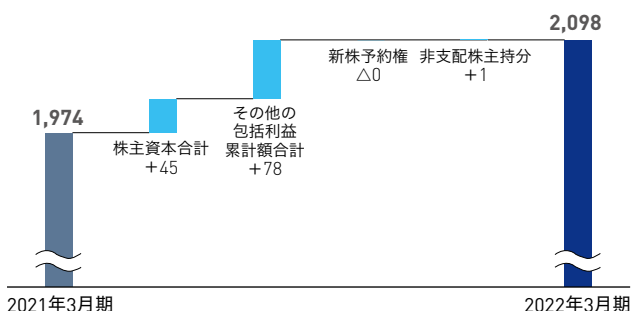 1,974
株主資本合計
+45
その他の
包括利益
累計額合計
+78
新株予約権
△0
非支配株主持分
+1
2,098
2021年3月期
2022年3月期